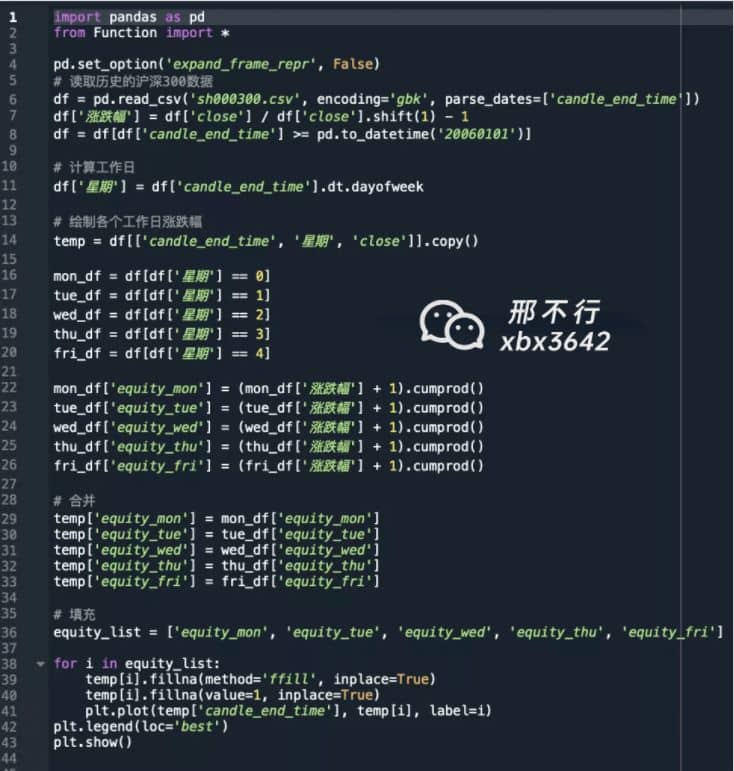 1 import pandas as pd
2 from Function import *
3
4 pd.set_option('expand_frame_repr', False)
5 # 读取历史的沪深300数据
6 df = pd.read_csv('sh000300.csv', encoding='gbk', parse_dates=['candle_end_time'])
7 df['涨跌幅'] = df['close'] / df['close'].shift(1) - 1
8 df = df[df['candle_end_time'] >= pd.to_datetime('20060101')]
9
10 # 计算工作日
11 df['星期'] = df['candle_end_time'].dt.dayofweek
12
13 # 绘制各个工作日涨跌幅
14 temp = df[['candle_end_time', '星期', 'close']].copy()
15
16 mon_df = df[df['星期'] == 0]
17 tue_df = df[df['星期'] == 1]
18 wed_df = df[df['星期'] == 2]
19 thu_df = df[df['星期'] == 3]
20 fri_df = df[df['星期'] == 4]
21
22 mon_df['equity_mon'] = (mon_df['涨跌幅'] + 1).cumprod()
23 tue_df['equity_tue'] = (tue_df['涨跌幅'] + 1).cumprod()
24 wed_df['equity_wed'] = (wed_df['涨跌幅'] + 1).cumprod()
25 thu_df['equity_thu'] = (thu_df['涨跌幅'] + 1).cumprod()
26 fri_df['equity_fri'] = (fri_df['涨跌幅'] + 1).cumprod()
27
28 # 合并
29 temp['equity_mon'] = mon_df['equity_mon']
30 temp['equity_tue'] = tue_df['equity_tue']
31 temp['equity_wed'] = wed_df['equity_wed']
32 temp['equity_thu'] = thu_df['equity_thu']
33 temp['equity_fri'] = fri_df['equity_fri']
34
35 # 填充
36 equity_list = ['equity_mon', 'equity_tue', 'equity_wed', 'equity_thu', 'equity_fri']
37
38 for i in equity_list:
39 temp[i].fillna(method='ffill', inplace=True)
40 temp[i].fillna(value=1, inplace=True)
41 plt.plot(temp['candle_end_time'], temp[i], label=i)
42 plt.legend(loc='best')
43 plt.show()
44
邢不行
xbx3642